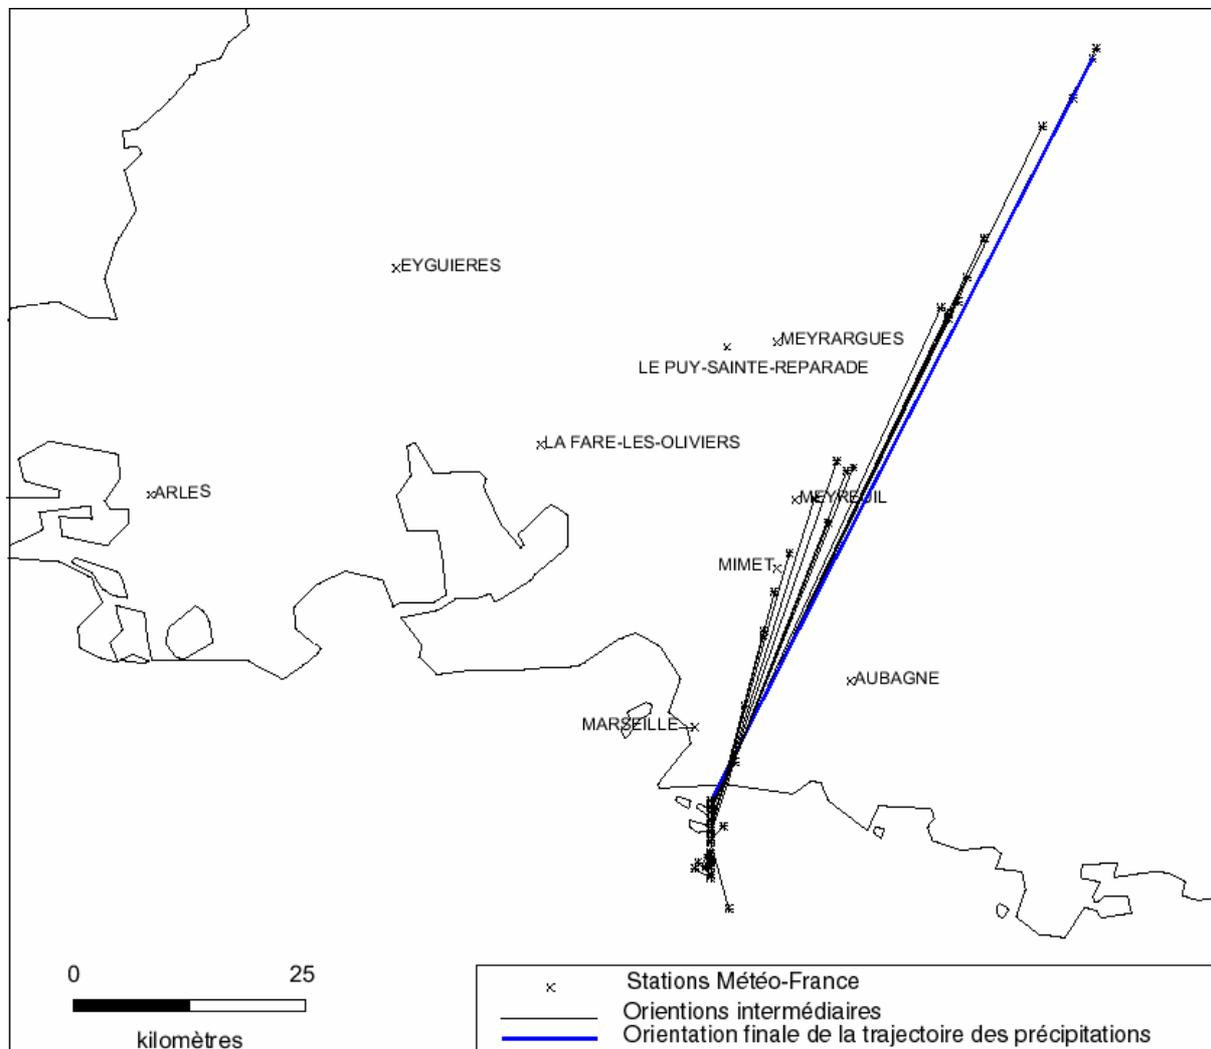 EYGUIERES
MEYRARGUES
LE PUY-SAINTE-REPARADE
LA FARE-LES-OLIVIERS
ARLES
MEYREUIL
MIMET
AUBAGNE
MARSEILLE
0 25
kilomètres
Stations Météo-France
Orientions intermédiaires
Orientation finale de la trajectoire des précipitations